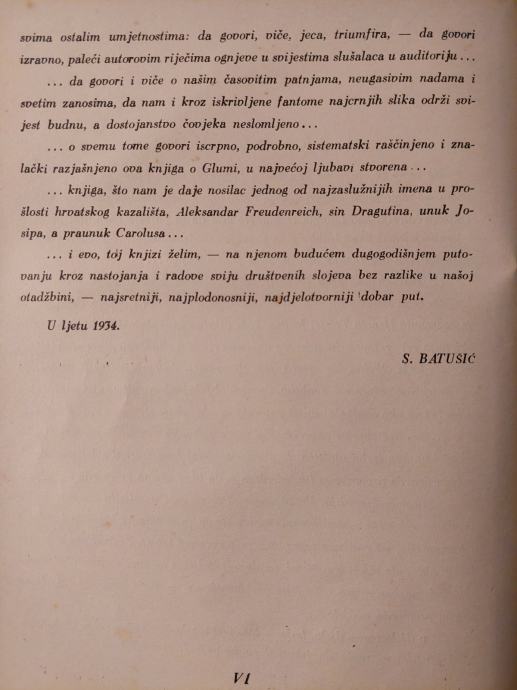 svima ostalim umjetnostima: da govori, viče, jeca, triumfira, — da govori
izravno, paleći autorovim riječima ognjeve u svijestima slušalaca u auditoriju...
... da govori i viče o našim časovitim patnjama, neugasivim nadama i
svetim zanosima, da nam i kroz iskrivljene fantome najcrnjih slika održi svi-
jest budnu, a dostojanstvo čovjeka neslomljeno...
... o svemu tome govori iscrpno, podrobno, sistematski raščinjeno i zna-
lački razjašnjeno ova knjiga o Glumi, u najvećoj ljubavi stvorena...
... knjiga, što nam je daje nosilac jednog od najzaslužnijih imena u pro-
šlosti hrvatskog kazališta, Aleksandar Freudenreich, sin Dragutina, unuk Jo-
sipa, a praunuk Carolusa...
... i evo, toj knjizi želim, — na njenom budućem dugogodišnjem puto-
vanju kroz nastojanja i radove sviju društvenih slojeva bez razlike u našoj
otadžbini, — najsretniji, najplodonosniji, najdjelotvorniji dobar put.
U ljetu 1934.
S. BATUŠIĆ
VI